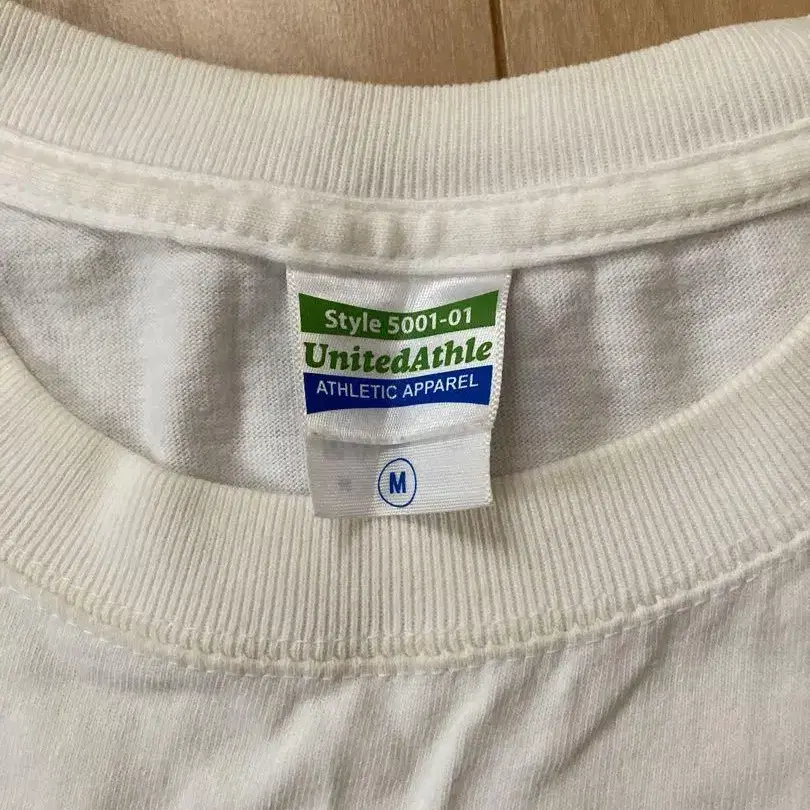 Style 5001-01
UnitedAthle
ATHLETIC APPAREL
M